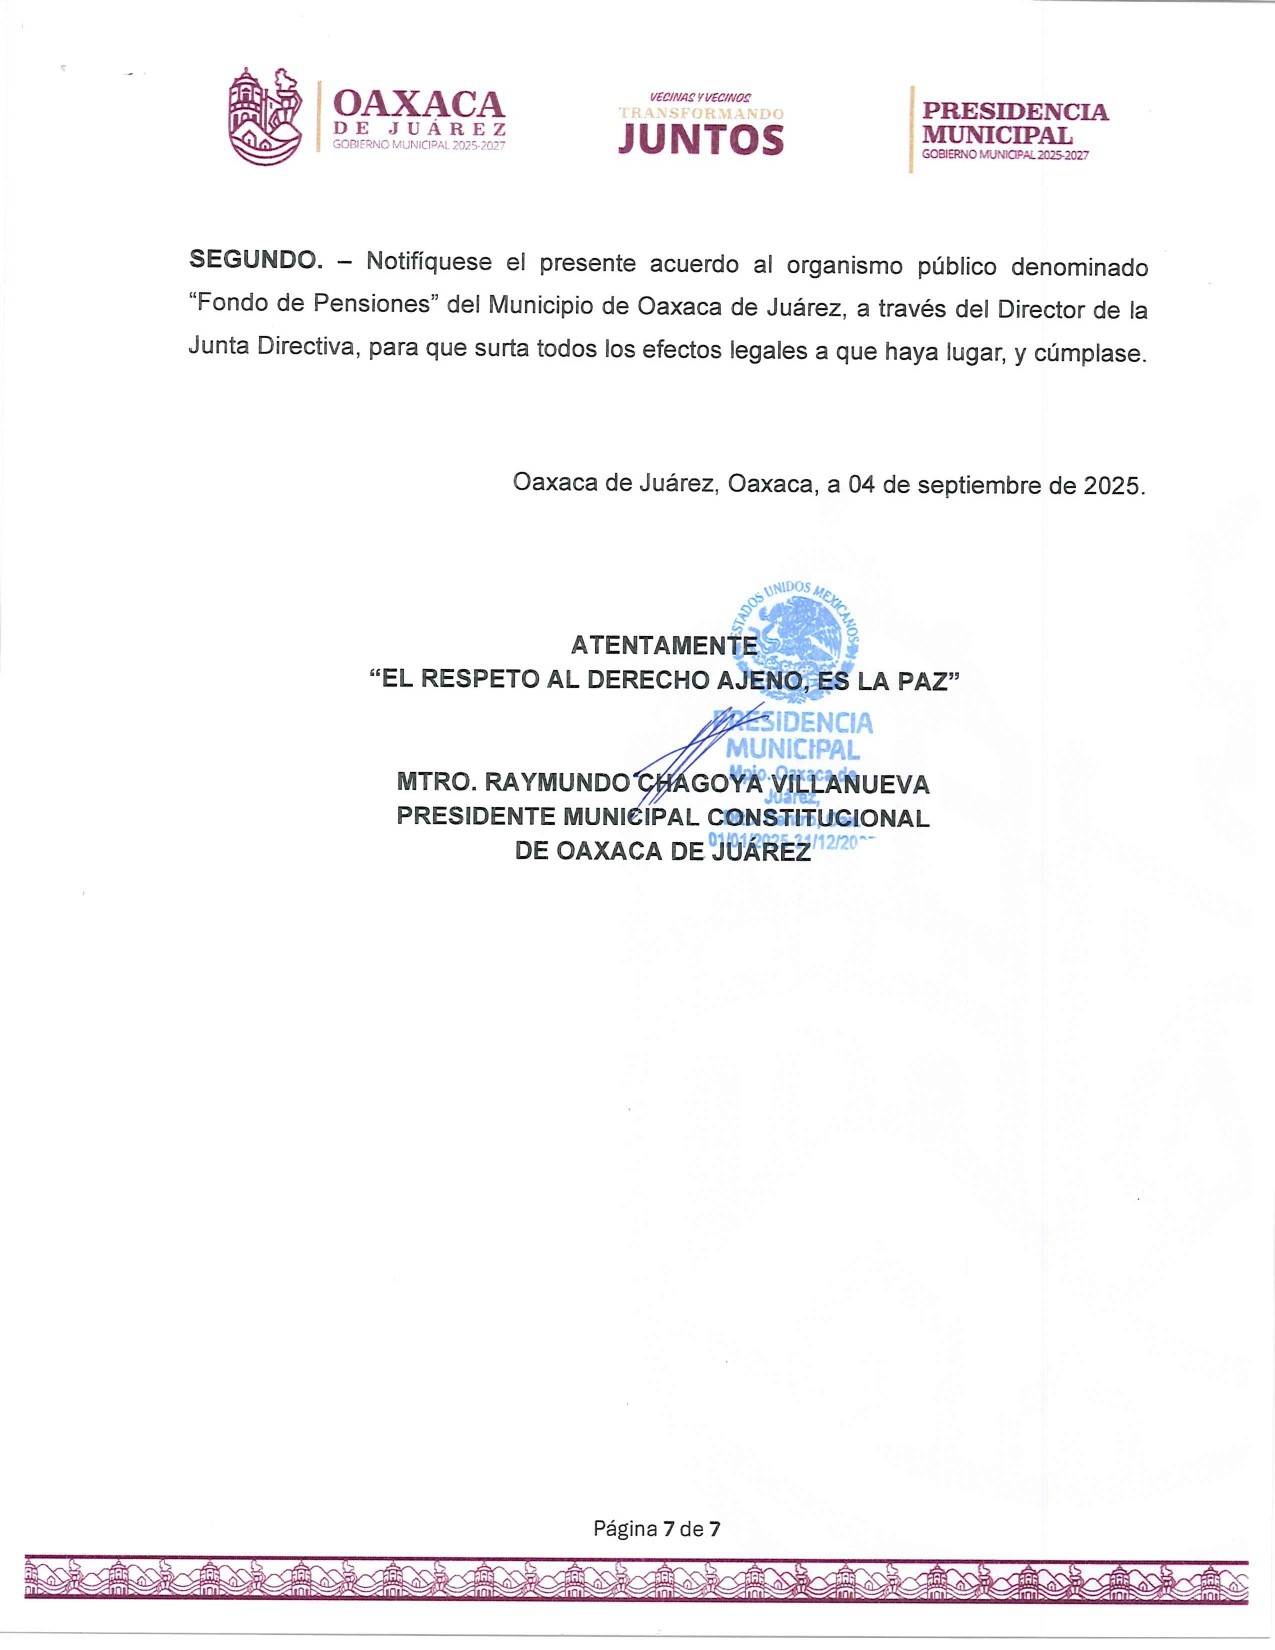 OAXACA
DE JUÁREZ
GOBIERNO MUNICIPAL 2025-2027
VECINAS Y VECINOS
TRANSFORMANDO
JUNTOS
PRESIDENCIA
MUNICIPAL
GOBIERNO MUNICIPAL 2025-2027
SEGUNDO. – Notifíquese el presente acuerdo al organismo público denominado
“Fondo de Pensiones” del Municipio de Oaxaca de Juárez, a través del Director de la
Junta Directiva, para que surta todos los efectos legales a que haya lugar, y cúmplase.
Oaxaca de Juárez, Oaxaca, a 04 de septiembre de 2025.
ESTADOS UNIDOS MEXICANOS
ATENTAMENTE
“EL RESPETO AL DERECHO AJENO, ES LA PAZ”
PRESIDENCIA
MUNICIPAL
Mpio. Oaxaca de
Juárez,
MTRO. RAYMUNDO CHAGOYA VILLANUEVA
PRESIDENTE MUNICIPAL CONSTITUCIONAL
DE OAXACA DE JUÁREZ
Página 7 de 7